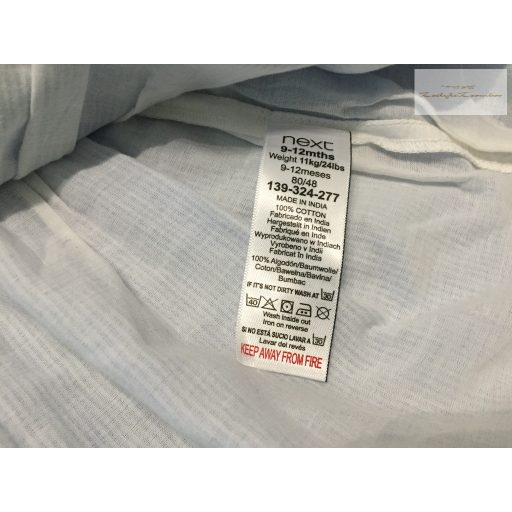 next
9-12mths
Weight 11kg/24lbs
9-12meses
80/48
139-324-277
MADE IN INDIA
100% COTTON
Fabricado en India
Hergestellt in Indien
Fabriqué en Inde
Wyprodukowano w Indiach
Vyrobeno v Indii
Fabricat în India
100% Algodón/Baumwolle/
Coton/Bawełna/Bavlna/
Bumbac
IF IT'S NOT DIRTY WASH AT 30
40
Wash inside out
Iron on reverse
SI NO ESTÁ SUCIO LAVAR A 30
Lavar del revés
KEEP AWAY FROM FIRE